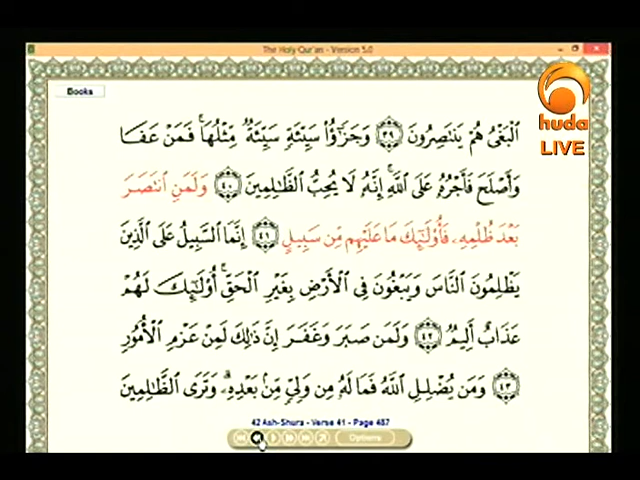 The Holy Qur'an - Version 5.0
Books
huda
LIVE
ٱلْبَغْىُ هُمْ يَنتَصِرُونَ ﴿٣٩﴾ وَجَزَٰٓؤُا۟ سَيِّئَةٍ سَيِّئَةٌ مِّثْلُهَا ۖ فَمَنْ عَفَا
وَأَصْلَحَ فَأَجْرُهُۥ عَلَى ٱللَّهِ ۚ إِنَّهُۥ لَا يُحِبُّ ٱلظَّٰلِمِينَ ﴿٤٠﴾ وَلَمَنِ ٱنتَصَرَ
بَعْدَ ظُلْمِهِۦ فَأُو۟لَٰٓئِكَ مَا عَلَيْهِم مِّن سَبِيلٍ ﴿٤١﴾ إِنَّمَا ٱلسَّبِيلُ عَلَى ٱلَّذِينَ
يَظْلِمُونَ ٱلنَّاسَ وَيَبْغُونَ فِى ٱلْأَرْضِ بِغَيْرِ ٱلْحَقِّ ۚ أُو۟لَٰٓئِكَ لَهُمْ
عَذَابٌ أَلِيمٌ ﴿٤٢﴾ وَلَمَن صَبَرَ وَغَفَرَ إِنَّ ذَٰلِكَ لَمِنْ عَزْمِ ٱلْأُمُورِ
﴿٤٣﴾ وَمَن يُضْلِلِ ٱللَّهُ فَمَا لَهُۥ مِن وَلِىٍّ مِّنۢ بَعْدِهِۦ ۗ وَتَرَى ٱلظَّٰلِمِينَ
42 Ash-Shura - Verse 41 - Page 487
Options